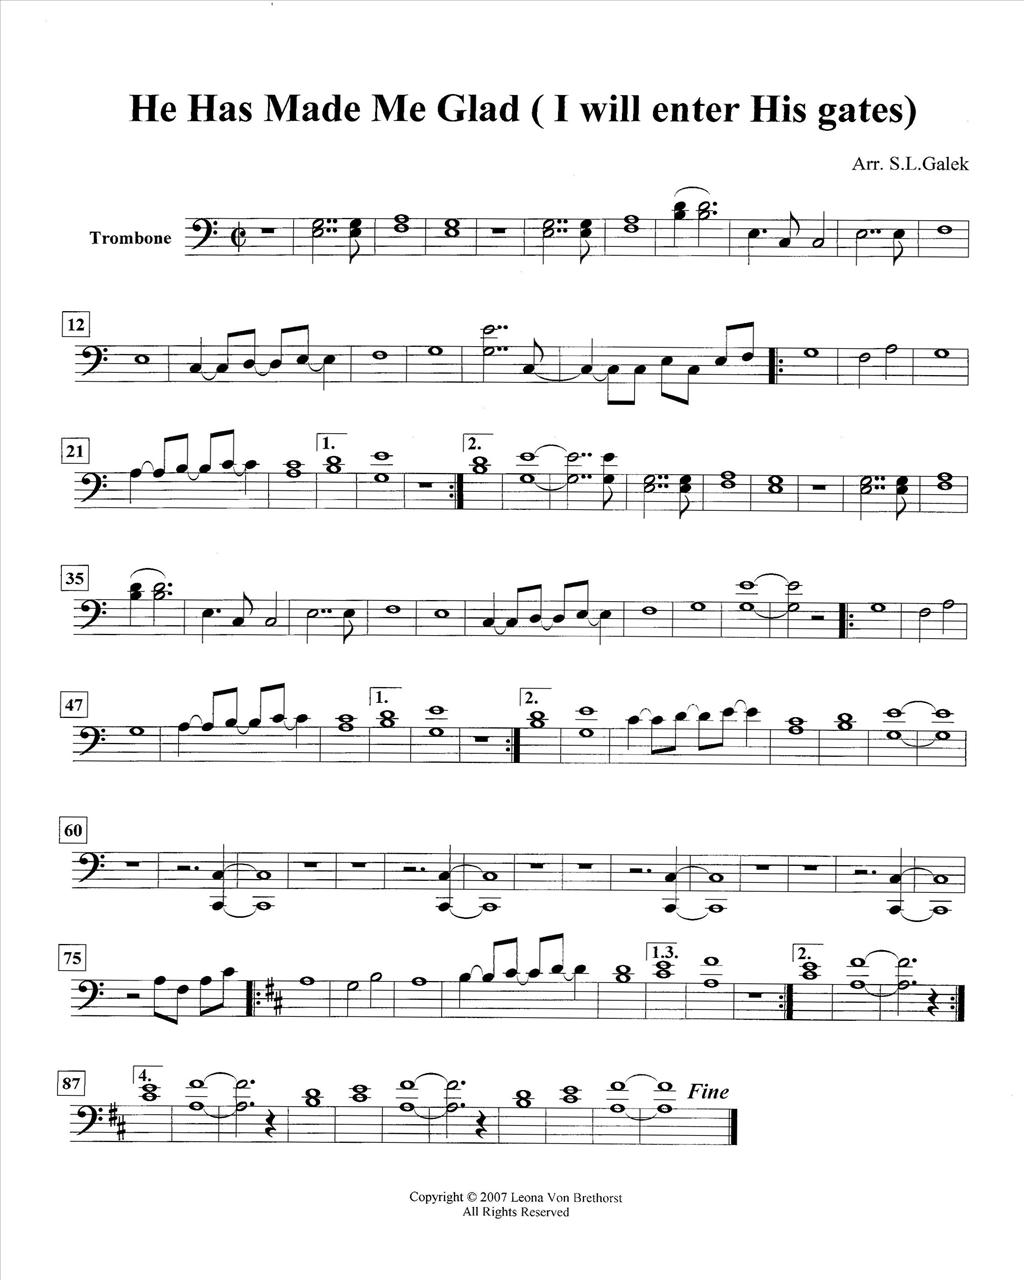 He Has Made Me Glad ( I will enter His gates)
Arr. S.L.Galek
Trombone
12
21
1.
2.
35
47
1.
2.
60
75
1.3.
2.
87
4.
Fine
Copyright © 2007 Leona Von Brethorst
All Rights Reserved